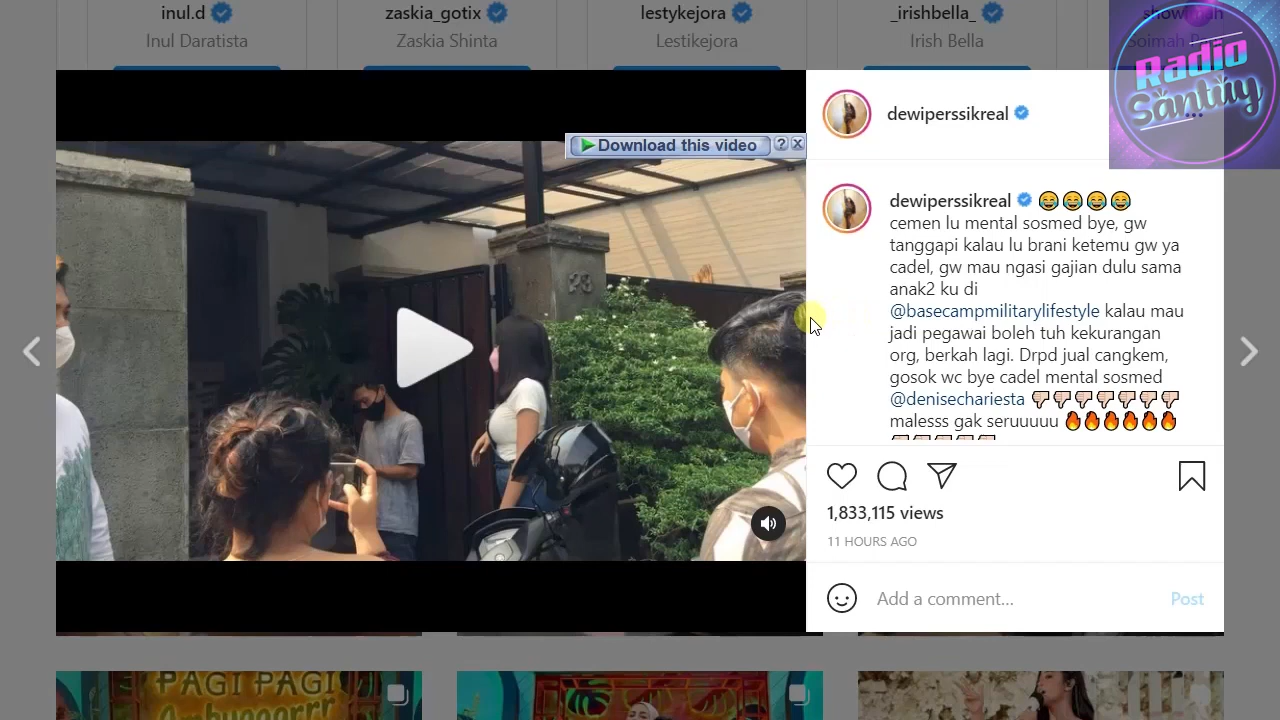 inul.d
Inul Daratista
zaskia_gotix
Zaskia Shinta
lestykejora
Lestikejora
_irishbella_
Irish Bella
Radio
Santuy
dewiperssikreal
Download this video ? X
23
dewiperssikreal 😂😂😂😂
cemen lu mental sosmed bye, gw
tanggapi kalau lu brani ketemu gw ya
cadel, gw mau ngasi gajian dulu sama
anak2 ku di
@basecampmilitarylifestyle kalau mau
jadi pegawai boleh tuh kekurangan
org, berkah lagi. Drpd jual cangkem,
gosok wc bye cadel mental sosmed
@denisechariesta 👎🏻👎🏻👎🏻👎🏻👎🏻👎🏻👎🏻
malesss gak seruuuuu 🔥🔥🔥🔥🔥🔥
1,833,115 views
11 HOURS AGO
Add a comment...
Post
PAGI PAGI